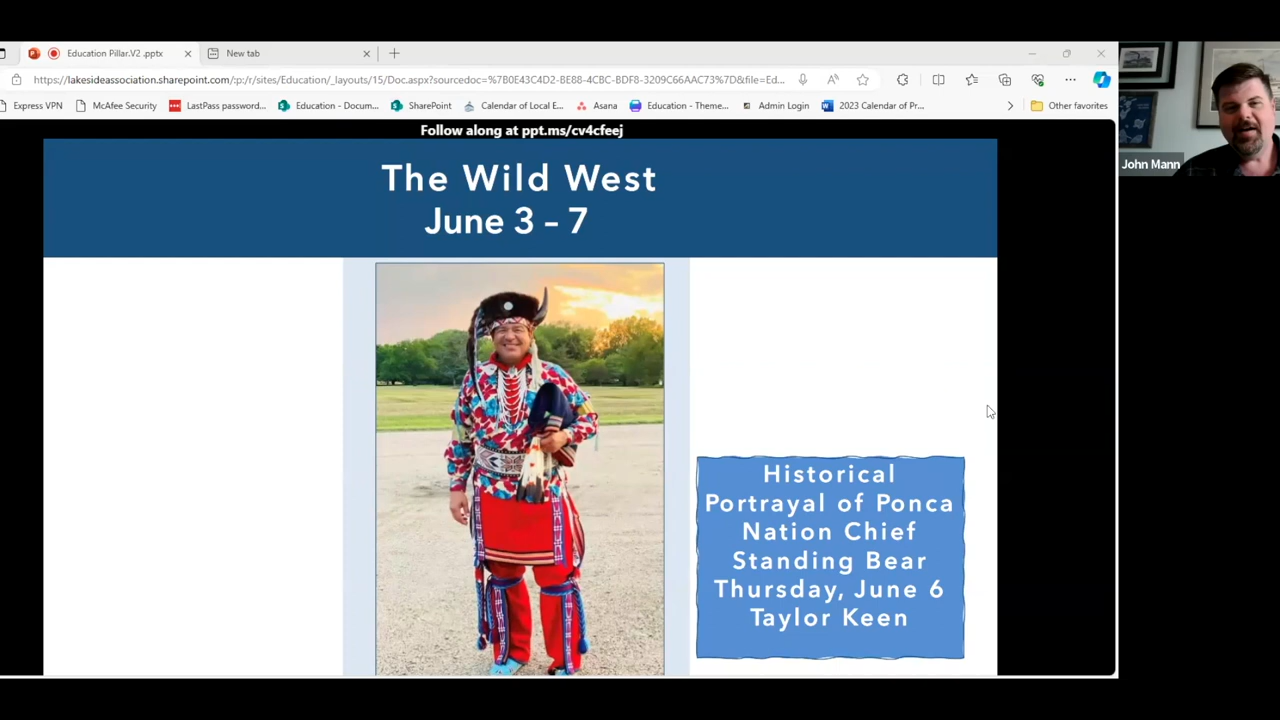 Education Pillar.V2 .pptx
New tab
https://lakesideassociation.sharepoint.com/:p:/r/sites/Education/_layouts/15/Doc.aspx?sourcedoc=%7B0E43C4D2-BE88-4CBC-BDF8-3209C66AAC73%7D&file=Ed...
Express VPN
McAfee Security
LastPass password...
Education - Docum...
SharePoint
Calendar of Local E...
Asana
Education - Theme...
Admin Login
2023 Calendar of Pr...
Other favorites
Follow along at ppt.ms/cv4cfeej
The Wild West
June 3 – 7
John Mann
Historical
Portrayal of Ponca
Nation Chief
Standing Bear
Thursday, June 6
Taylor Keen